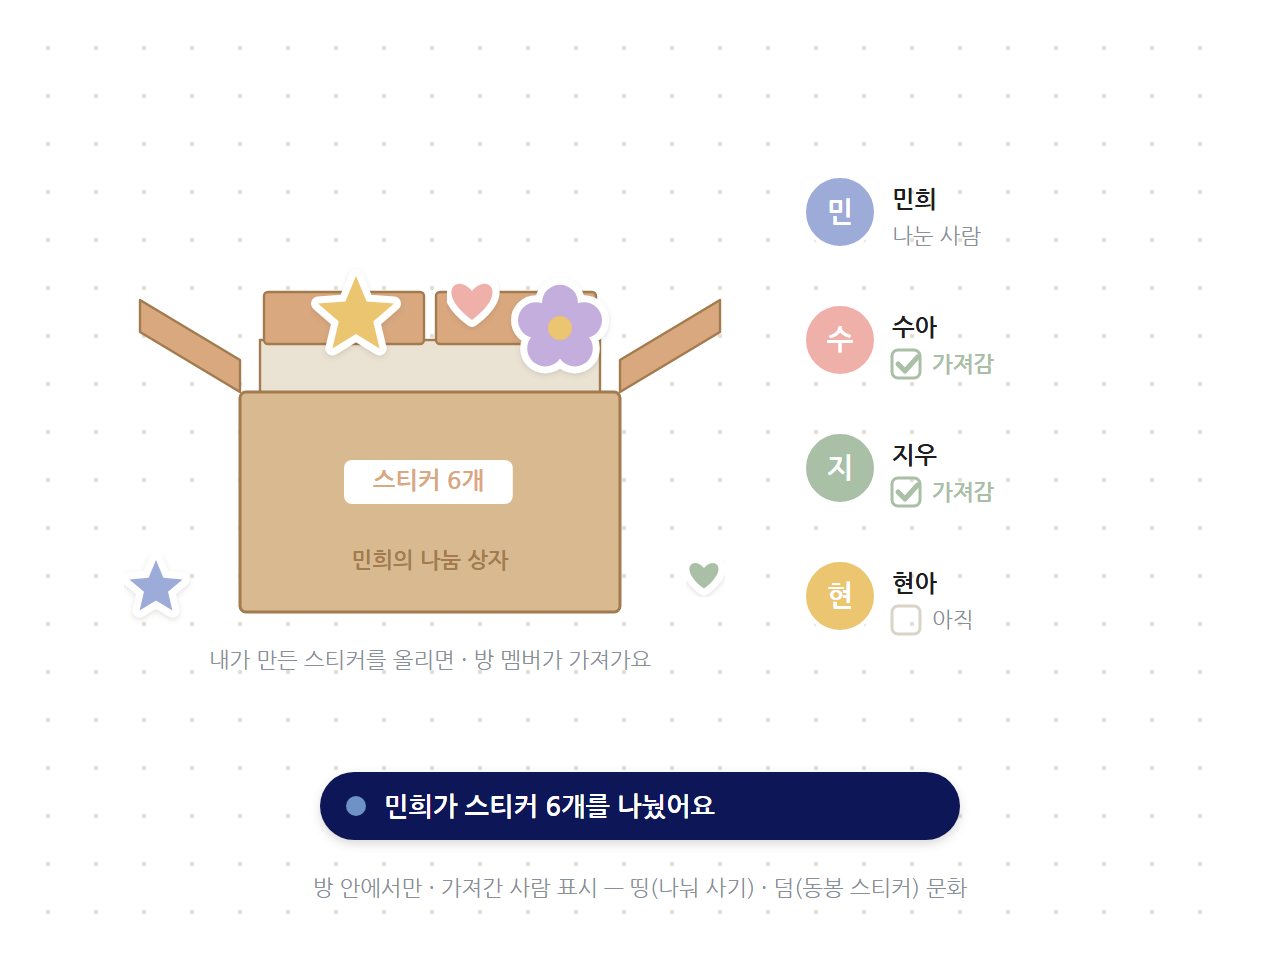 민
민희
나눈 사람
수
수아
가져감
지
지우
가져감
현
현아
아직
스티커 6개
민희의 나눔 상자
내가 만든 스티커를 올리면 · 방 멤버가 가져가요
민희가 스티커 6개를 나눴어요
방 안에서만 · 가져간 사람 표시 — 띵(나눠 사기) · 덤(동봉 스티커) 문화